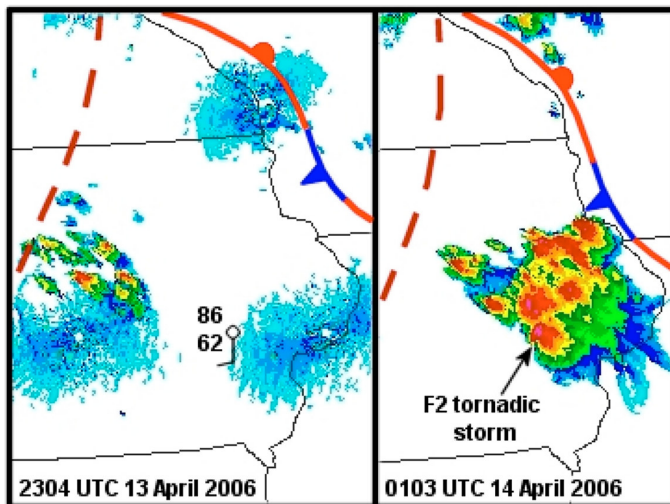 86
62
2304 UTC 13 April 2006
F2 tornadic
storm
0103 UTC 14 April 2006